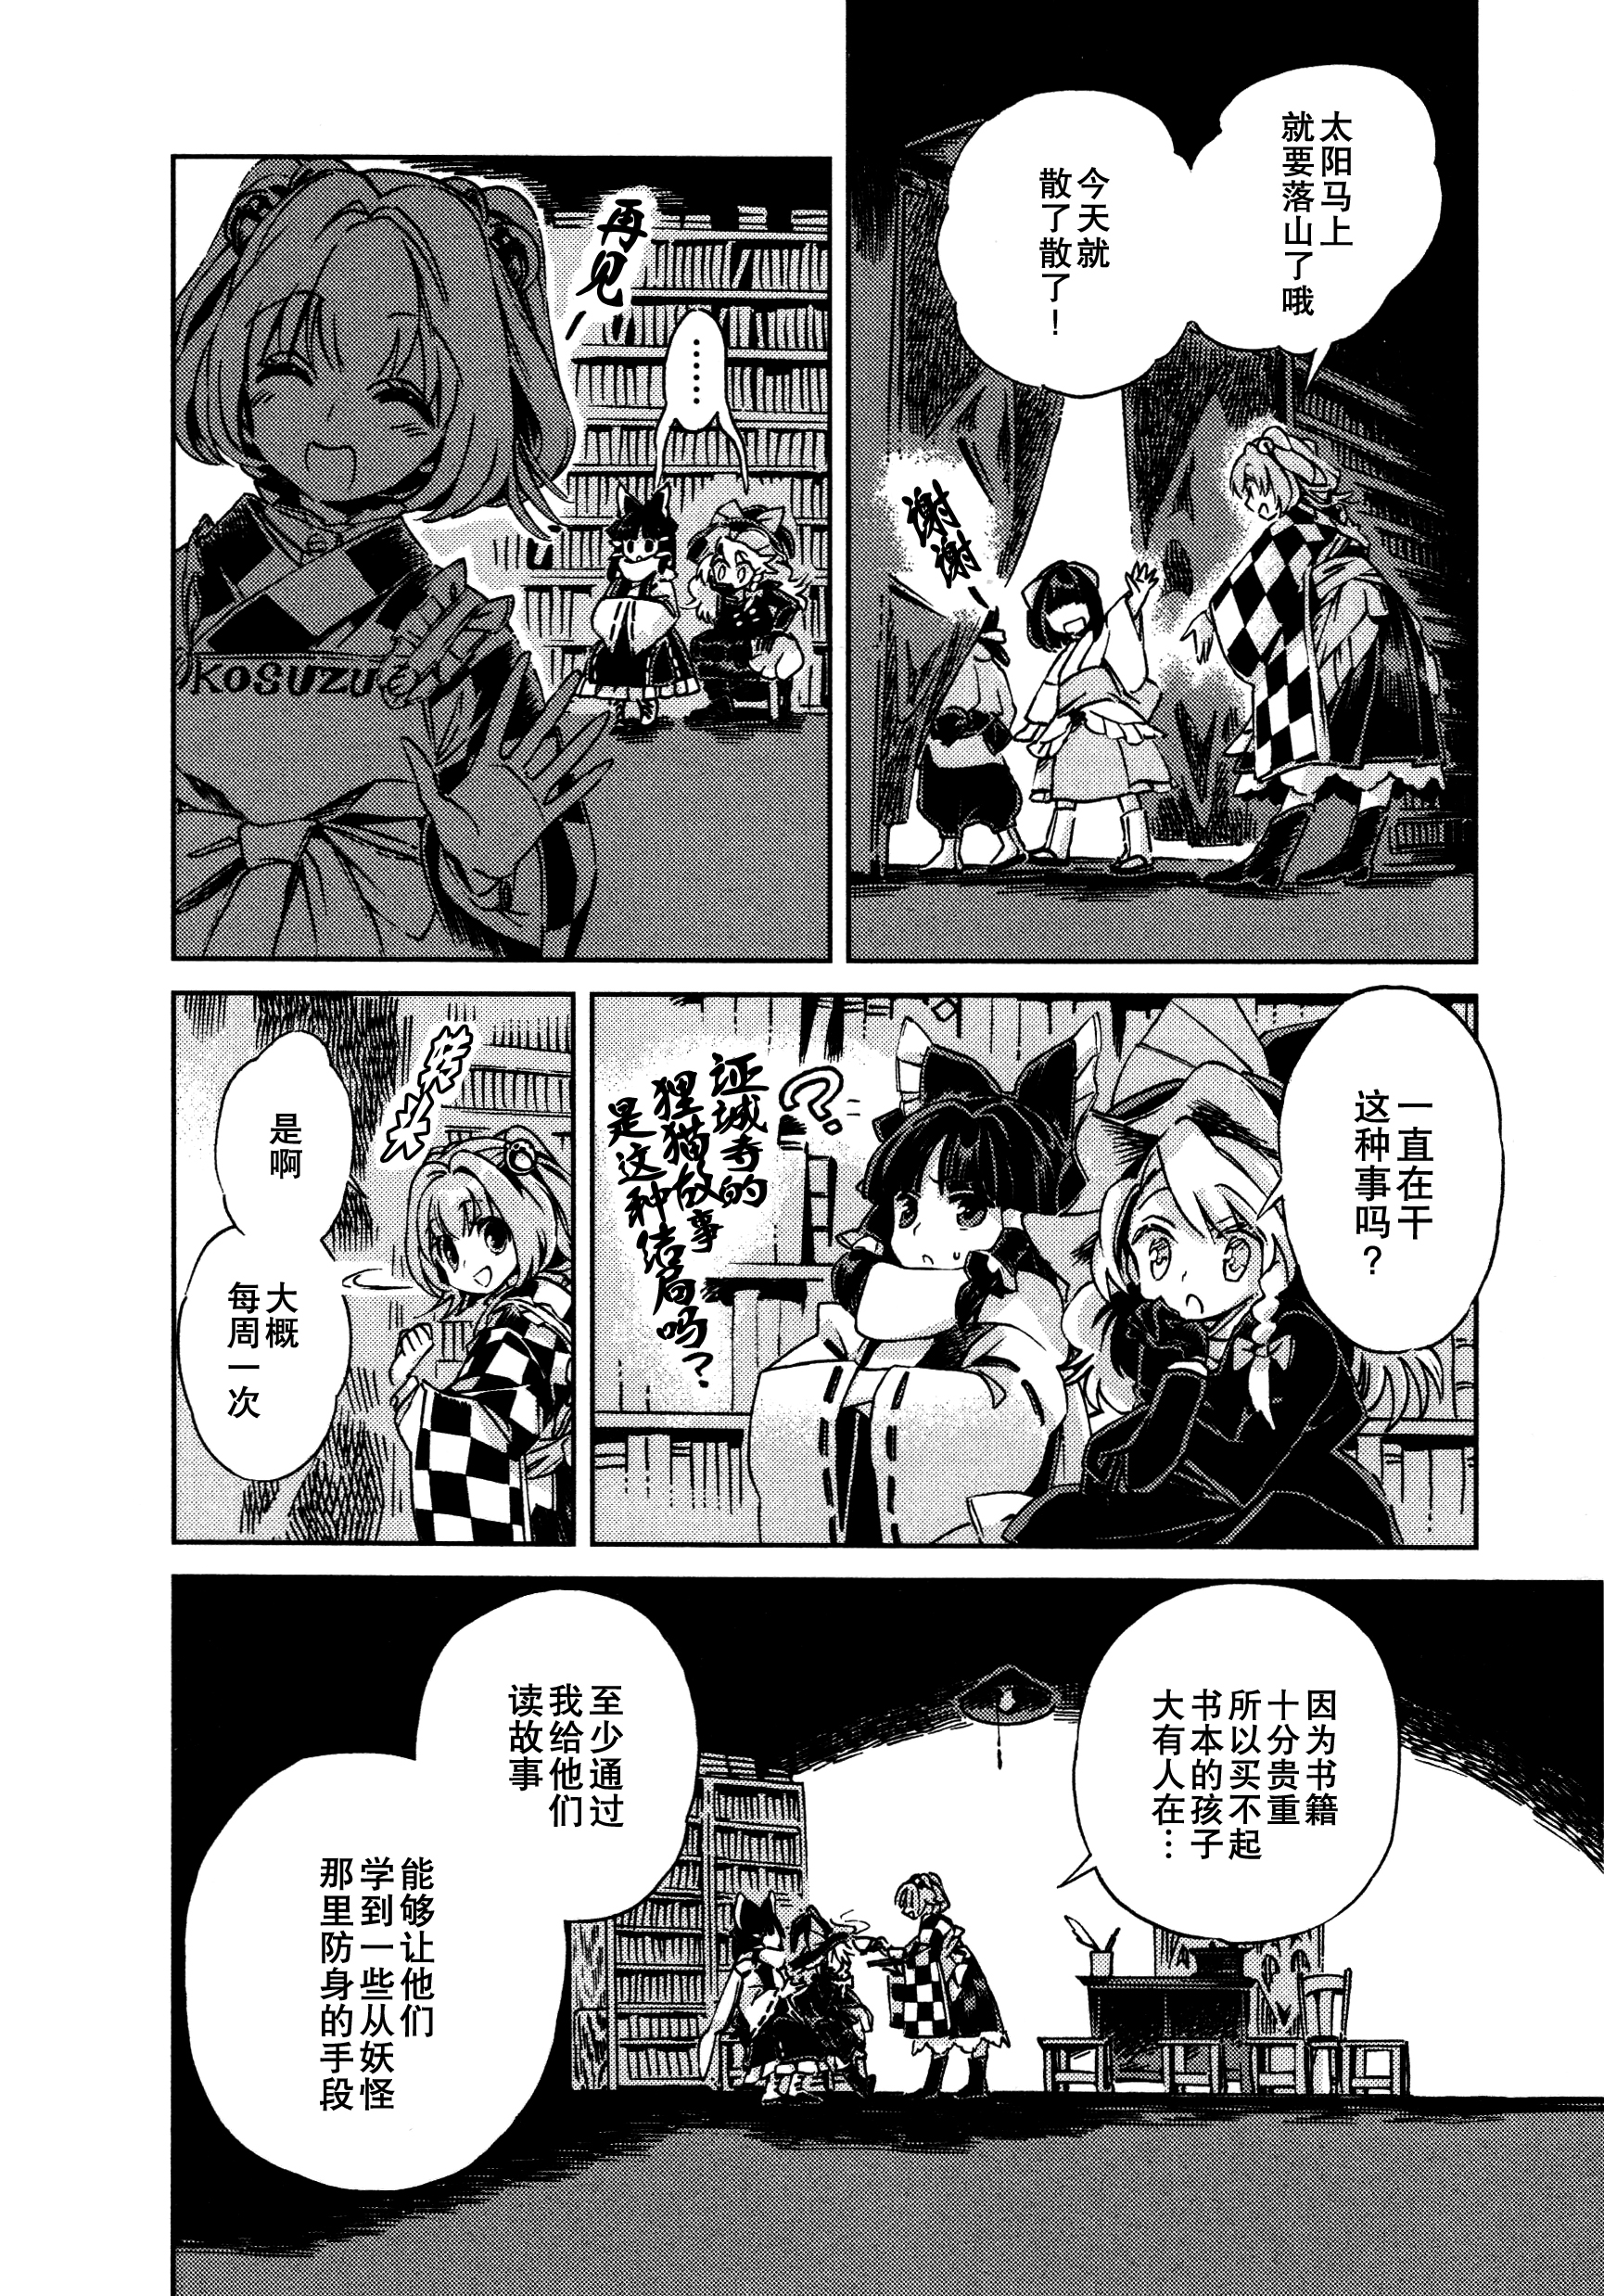 太阳马上
就要落山了哦
今天就
散了散了！
谢谢
再见
……
KOSUZU
一直在干
这种事吗？
？
证城寺的
狸猫故事
是这种结局吗？
是啊
大概
每周一次
因为书籍
十分贵重
所以买不起
书本的孩子
大有人在…
至少通过
我给他们
读故事
能够让他们
学到一些从妖怪
那里防身的手段